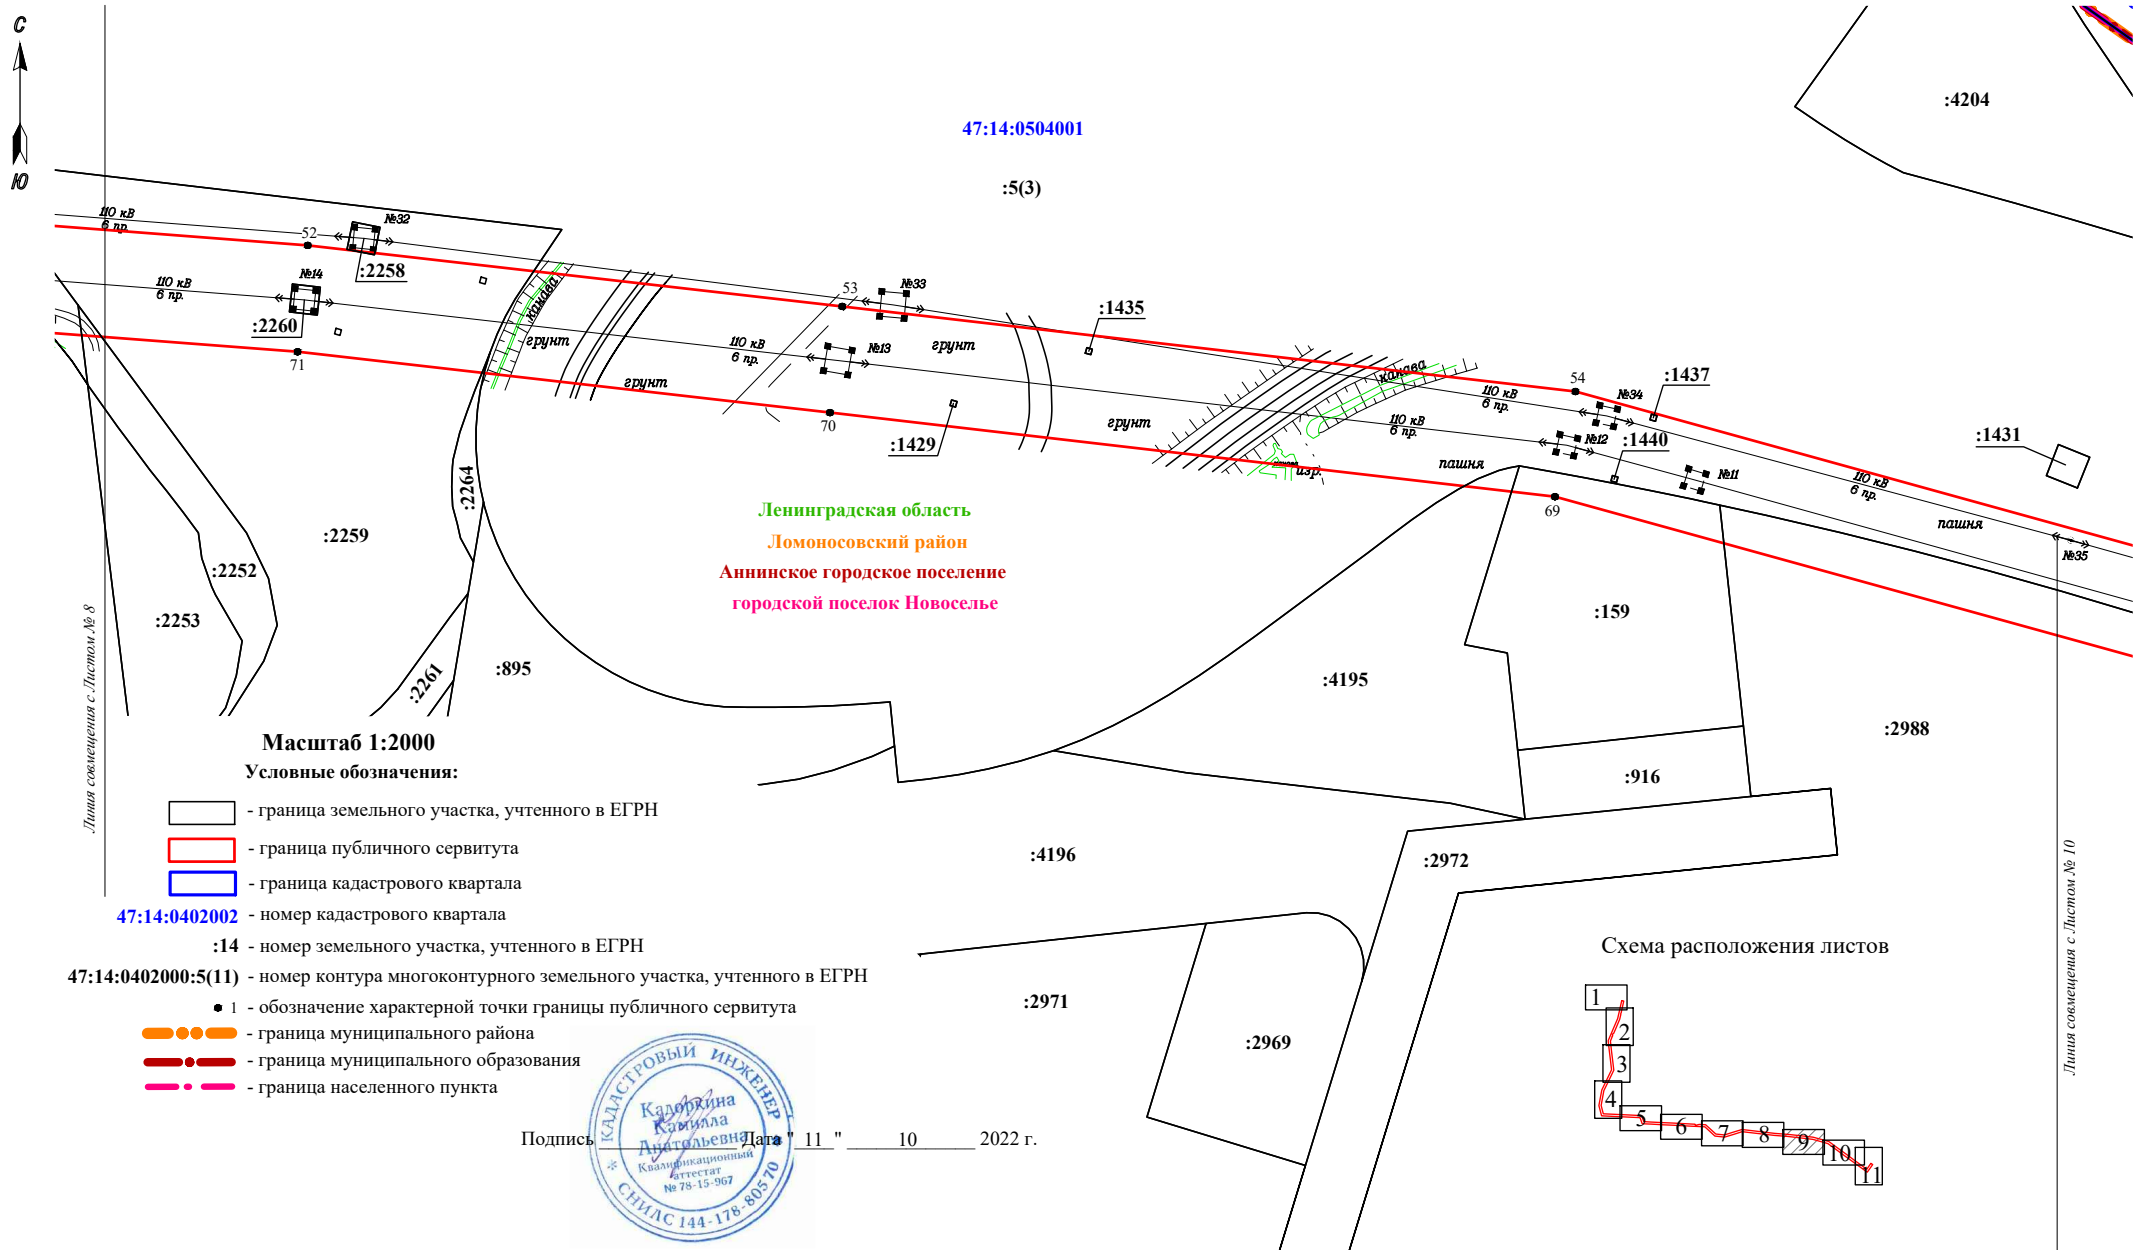 С
Ю
47:14:0504001
:5(3)
:4204
110 кВ
6 пр.
52
№32
:2258
110 кВ
6 пр.
№14
:2260
71
канава
грунт
грунт
53
№33
110 кВ
6 пр.
№13
грунт
70
:1429
:1435
грунт
канава
изр.
110 кВ
6 пр.
54
№34
:1437
110 кВ
6 пр.
№12
:1440
пашня
№11
69
110 кВ
6 пр.
пашня
:1431
№35
:2264
:2259
:2252
:2253
:2261
:895
Ленинградская область
Ломоносовский район
Аннинское городское поселение
городской поселок Новоселье
:159
:4195
:916
:2988
:4196
:2972
:2971
:2969
Линия совмещения с Листом № 8
Линия совмещения с Листом № 10
Масштаб 1:2000
Условные обозначения:
- граница земельного участка, учтенного в ЕГРН
- граница публичного сервитута
- граница кадастрового квартала
47:14:0402002 - номер кадастрового квартала
:14 - номер земельного участка, учтенного в ЕГРН
47:14:0402000:5(11) - номер контура многоконтурного земельного участка, учтенного в ЕГРН
1 - обозначение характерной точки границы публичного сервитута
- граница муниципального района
- граница муниципального образования
- граница населенного пункта
Подпись Дата " 11 " 10 2022 г.
КАДАСТРОВЫЙ ИНЖЕНЕР
Кадоркина
Камилла
Анатольевна
Квалификационный
аттестат
№ 78-15-967
СНИЛС 144-178-805 70
Схема расположения листов
1
2
3
4
5
6
7
8
9
10
11